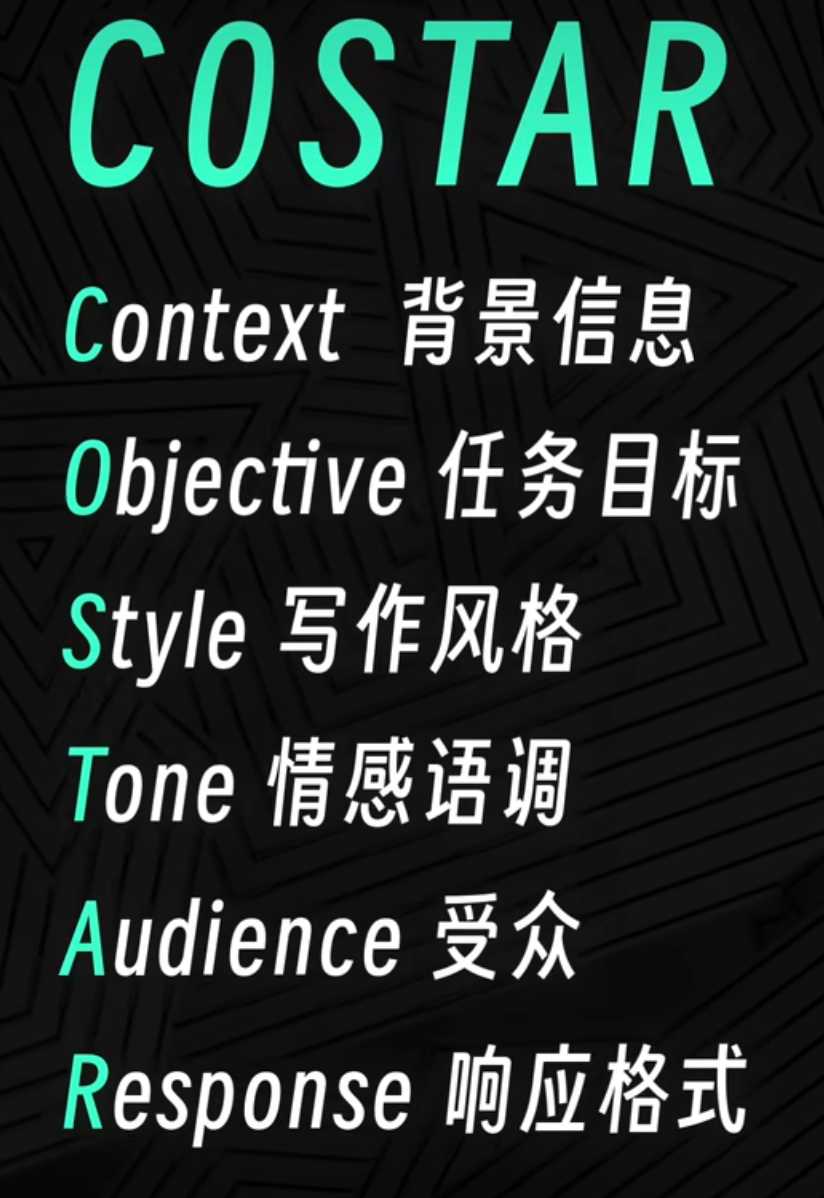 COSTAR
Context 背景信息
Objective 任务目标
Style 写作风格
Tone 情感语调
Audience 受众
Response 响应格式